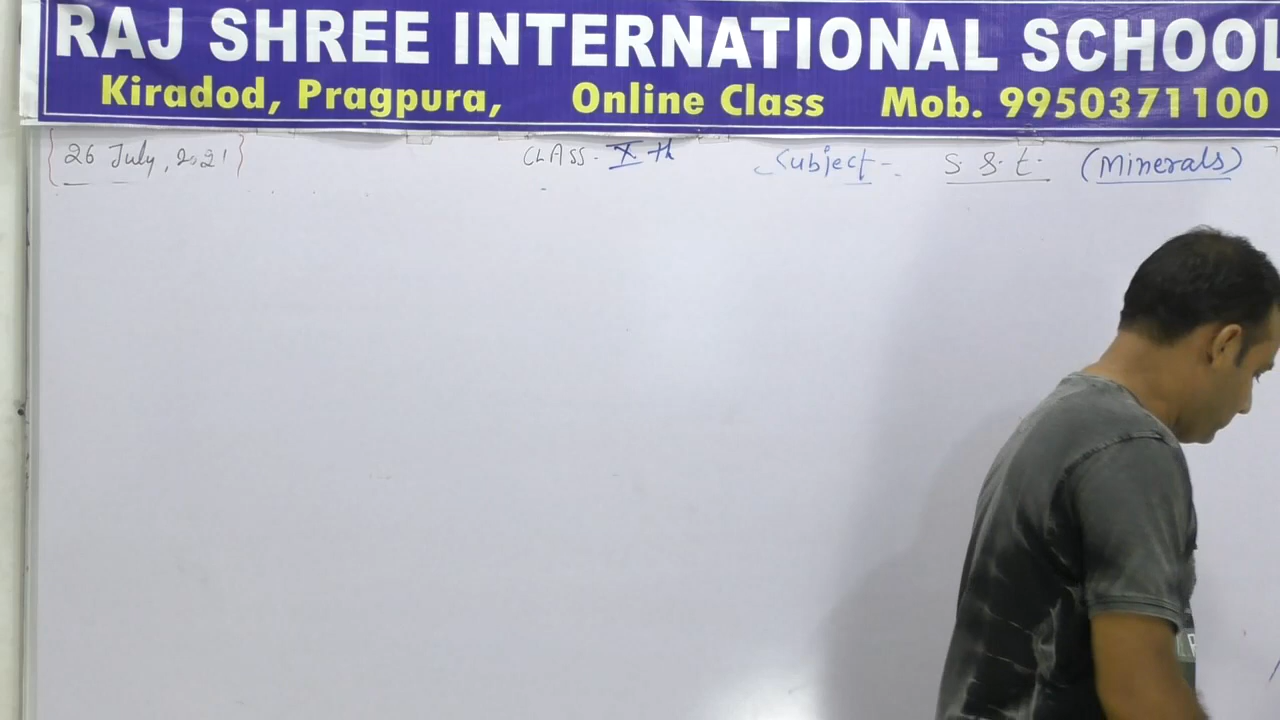 RAJ SHREE INTERNATIONAL SCHOOL
Kiradod, Pragpura, Online Class Mob. 9950371100
26 July, 2021 CLASS - X th Subject - S. S. t. (Minerals)